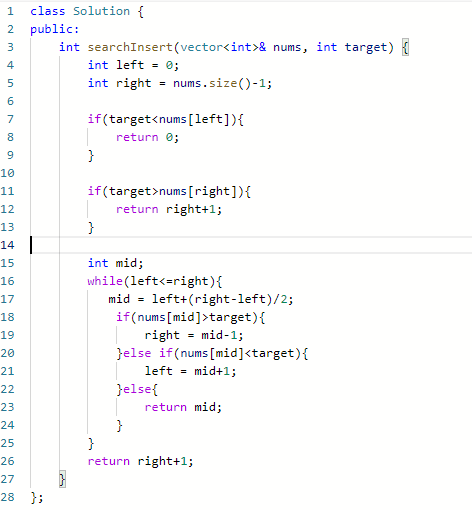 1 class Solution {
2 public:
3     int searchInsert(vector<int>& nums, int target) {
4         int left = 0;
5         int right = nums.size()-1;
6
7         if(target<nums[left]){
8             return 0;
9         }
10
11         if(target>nums[right]){
12             return right+1;
13         }
14
15         int mid;
16         while(left<=right){
17            mid = left+(right-left)/2;
18             if(nums[mid]>target){
19                 right = mid-1;
20             }else if(nums[mid]<target){
21                 left = mid+1;
22             }else{
23                 return mid;
24             }
25         }
26         return right+1;
27     }
28 };